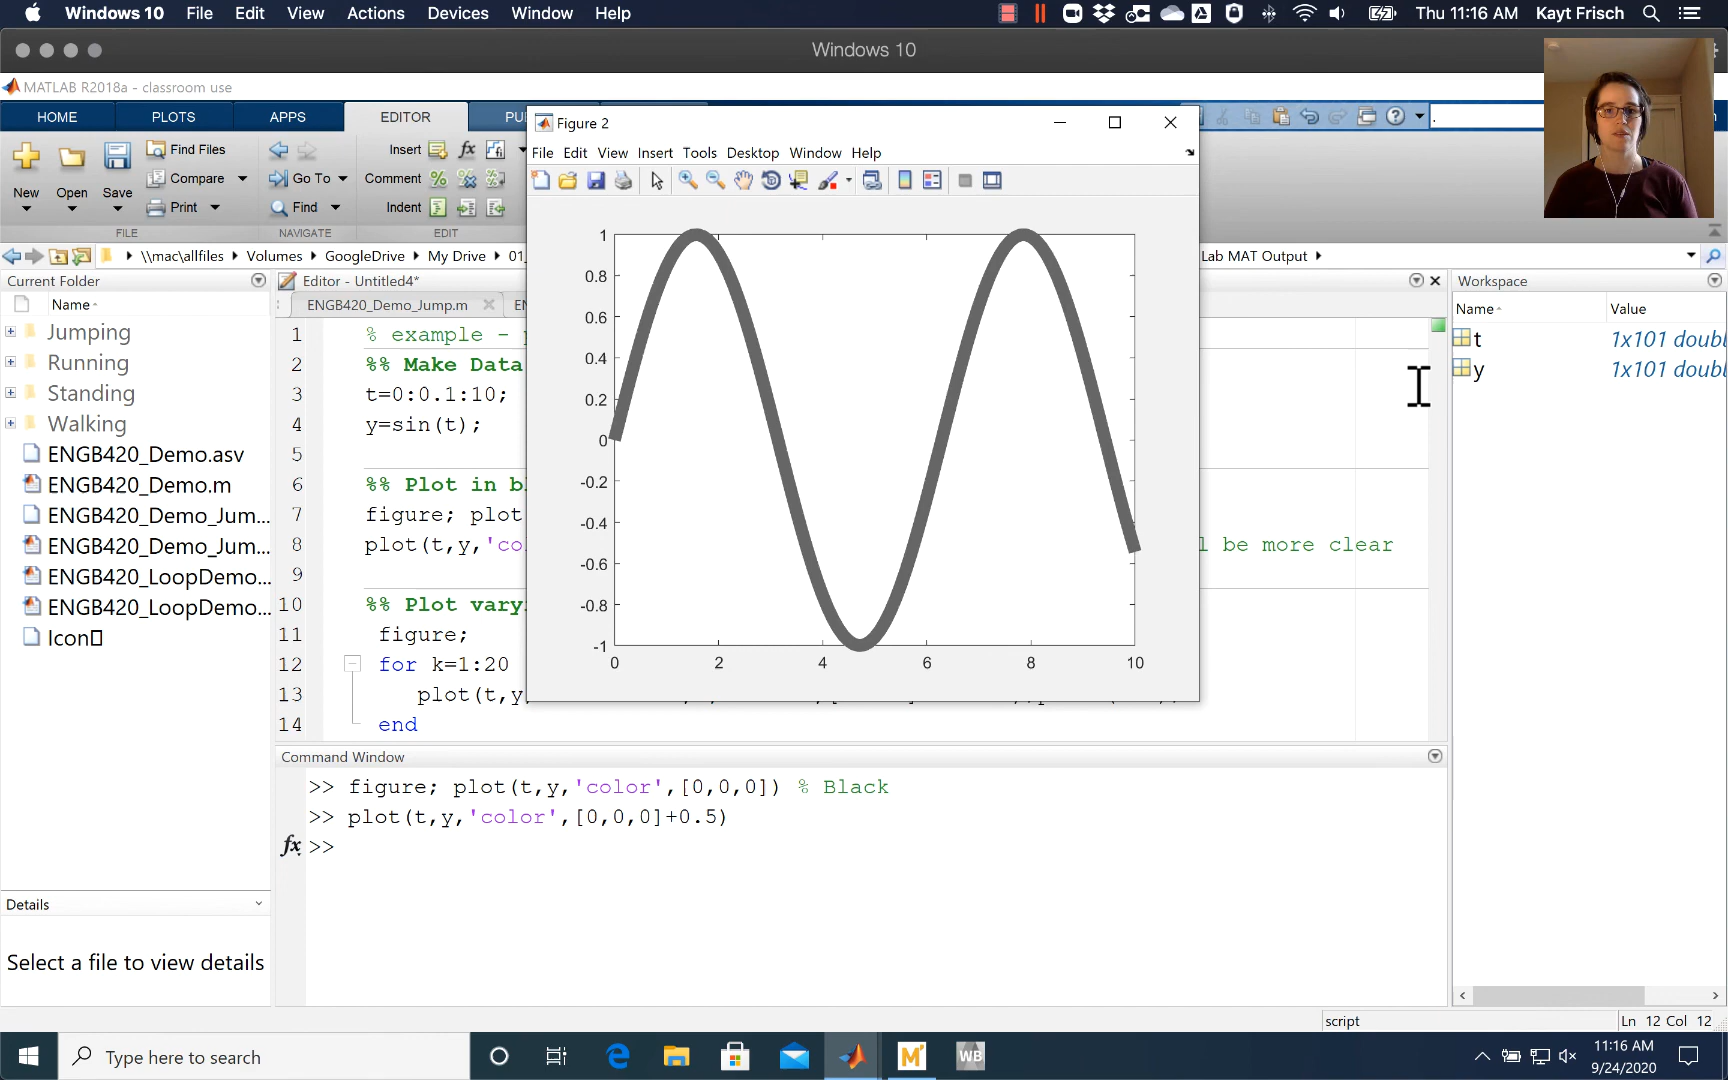 Windows 10 File Edit View Actions Devices Window Help Thu 11:16 AM Kayt Frisch
Windows 10
MATLAB R2018a - classroom use
HOME PLOTS APPS EDITOR PU
New Open Save
Find Files
Compare
Print
FILE
Go To
Find
NAVIGATE
Insert fx
Comment
Indent
EDIT
\\mac\allfiles Volumes GoogleDrive My Drive 01_ Lab MAT Output
Current Folder
Name
Jumping
Running
Standing
Walking
ENGB420_Demo.asv
ENGB420_Demo.m
ENGB420_Demo_Jum...
ENGB420_Demo_Jum...
ENGB420_LoopDemo...
ENGB420_LoopDemo...
Icon
Details
Select a file to view details
Editor - Untitled4*
ENGB420_Demo_Jump.m EN
1 % example -
2 %% Make Data
3 t=0:0.1:10;
4 y=sin(t);
5
6 %% Plot in bl
7 figure; plot
8 plot(t,y,'co l be more clear
9
10 %% Plot vary
11 figure;
12 for k=1:20
13 plot(t,y,
14 end
Figure 2
File Edit View Insert Tools Desktop Window Help
1
0.8
0.6
0.4
0.2
0
-0.2
-0.4
-0.6
-0.8
-1
0 2 4 6 8 10
Command Window
>> figure; plot(t,y,'color',[0,0,0]) % Black
>> plot(t,y,'color',[0,0,0]+0.5)
fx >>
Workspace
Name Value
t 1x101 doubl
y 1x101 doubl
script Ln 12 Col 12
Type here to search
WB
11:16 AM
9/24/2020